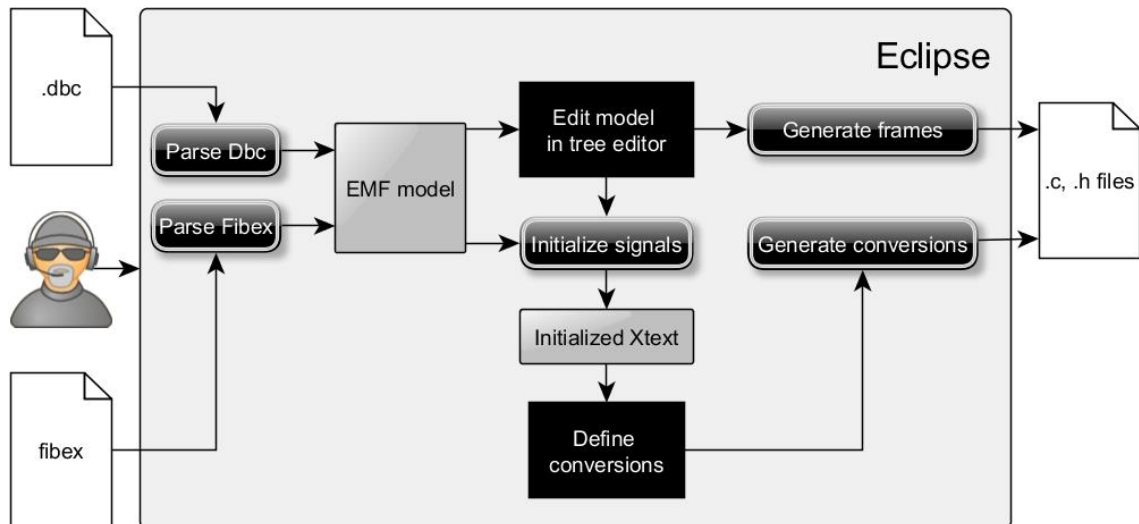 Eclipse
.dbc
Parse Dbc
Parse Fibex
EMF model
Edit model
in tree editor
Generate frames
.c, .h files
Initialize signals
Generate conversions
Initialized Xtext
fibex
Define
conversions